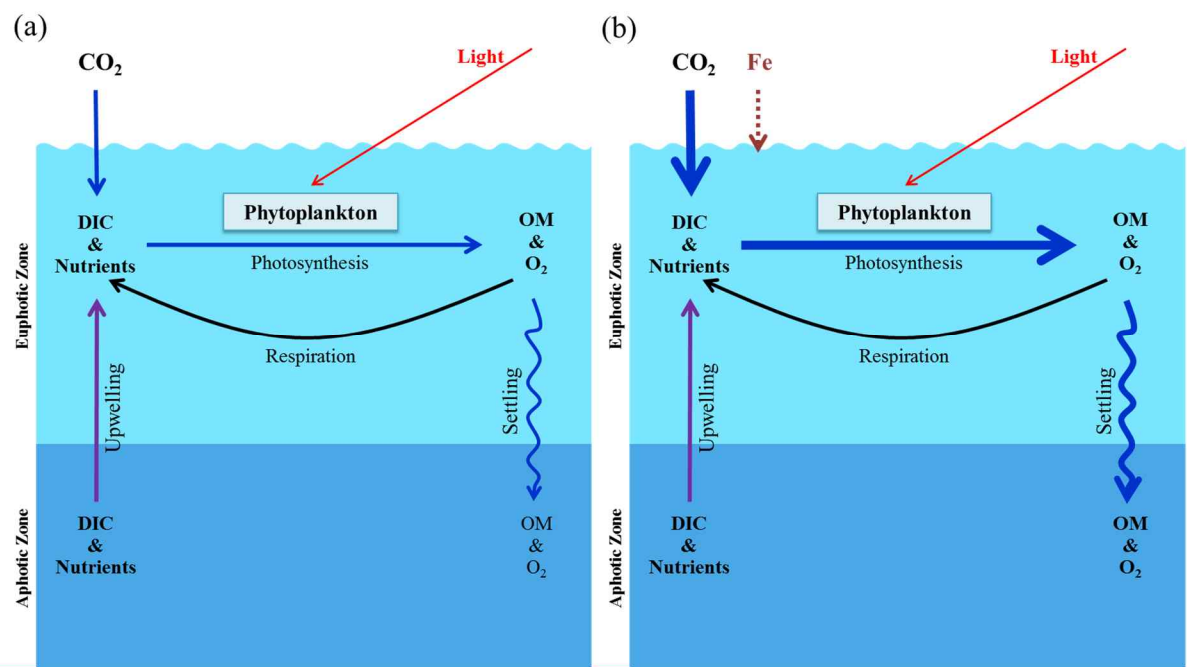 (a)
CO₂
Light
Phytoplankton
DIC
&
Nutrients
Photosynthesis
OM
&
O₂
Respiration
Euphotic Zone
Upwelling
Settling
Aphotic Zone
DIC
&
Nutrients
OM
&
O₂
(b)
CO₂
Fe
Light
Phytoplankton
DIC
&
Nutrients
Photosynthesis
OM
&
O₂
Respiration
Euphotic Zone
Upwelling
Settling
Aphotic Zone
DIC
&
Nutrients
OM
&
O₂